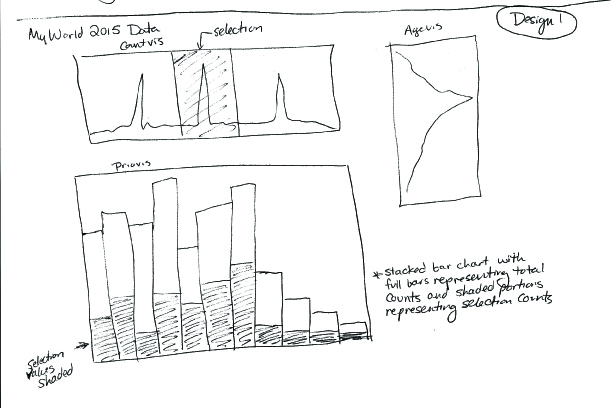 Design 1
MyWorld 2015 Data
Countvis
selection
Agevis
Priovis
* stacked bar chart with
full bars representing total
counts and shaded portions
representing selection counts
Selection
values
shaded